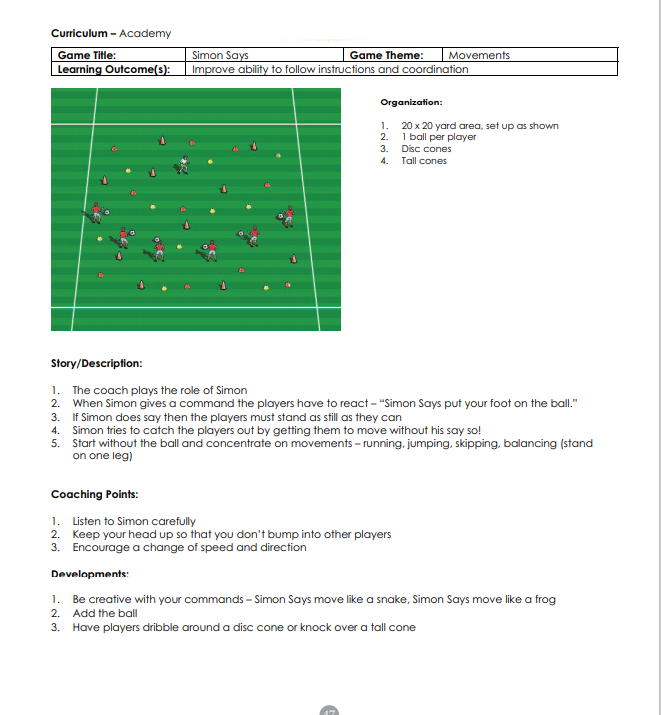 Curriculum – Academy
Game Title: Simon Says Game Theme: Movements
Learning Outcome(s): Improve ability to follow instructions and coordination
Organization:
1. 20 x 20 yard area, set up as shown
2. 1 ball per player
3. Disc cones
4. Tall cones
Story/Description:
1. The coach plays the role of Simon
2. When Simon gives a command the players have to react – “Simon Says put your foot on the ball.”
3. If Simon does say then the players must stand as still as they can
4. Simon tries to catch the players out by getting them to move without his say so!
5. Start without the ball and concentrate on movements – running, jumping, skipping, balancing (stand
on one leg)
Coaching Points:
1. Listen to Simon carefully
2. Keep your head up so that you don’t bump into other players
3. Encourage a change of speed and direction
Developments:
1. Be creative with your commands – Simon Says move like a snake, Simon Says move like a frog
2. Add the ball
3. Have players dribble around a disc cone or knock over a tall cone
47